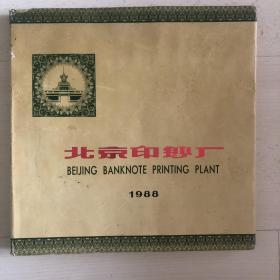 北京印钞厂
BEIJING BANKNOTE PRINTING PLANT
1988